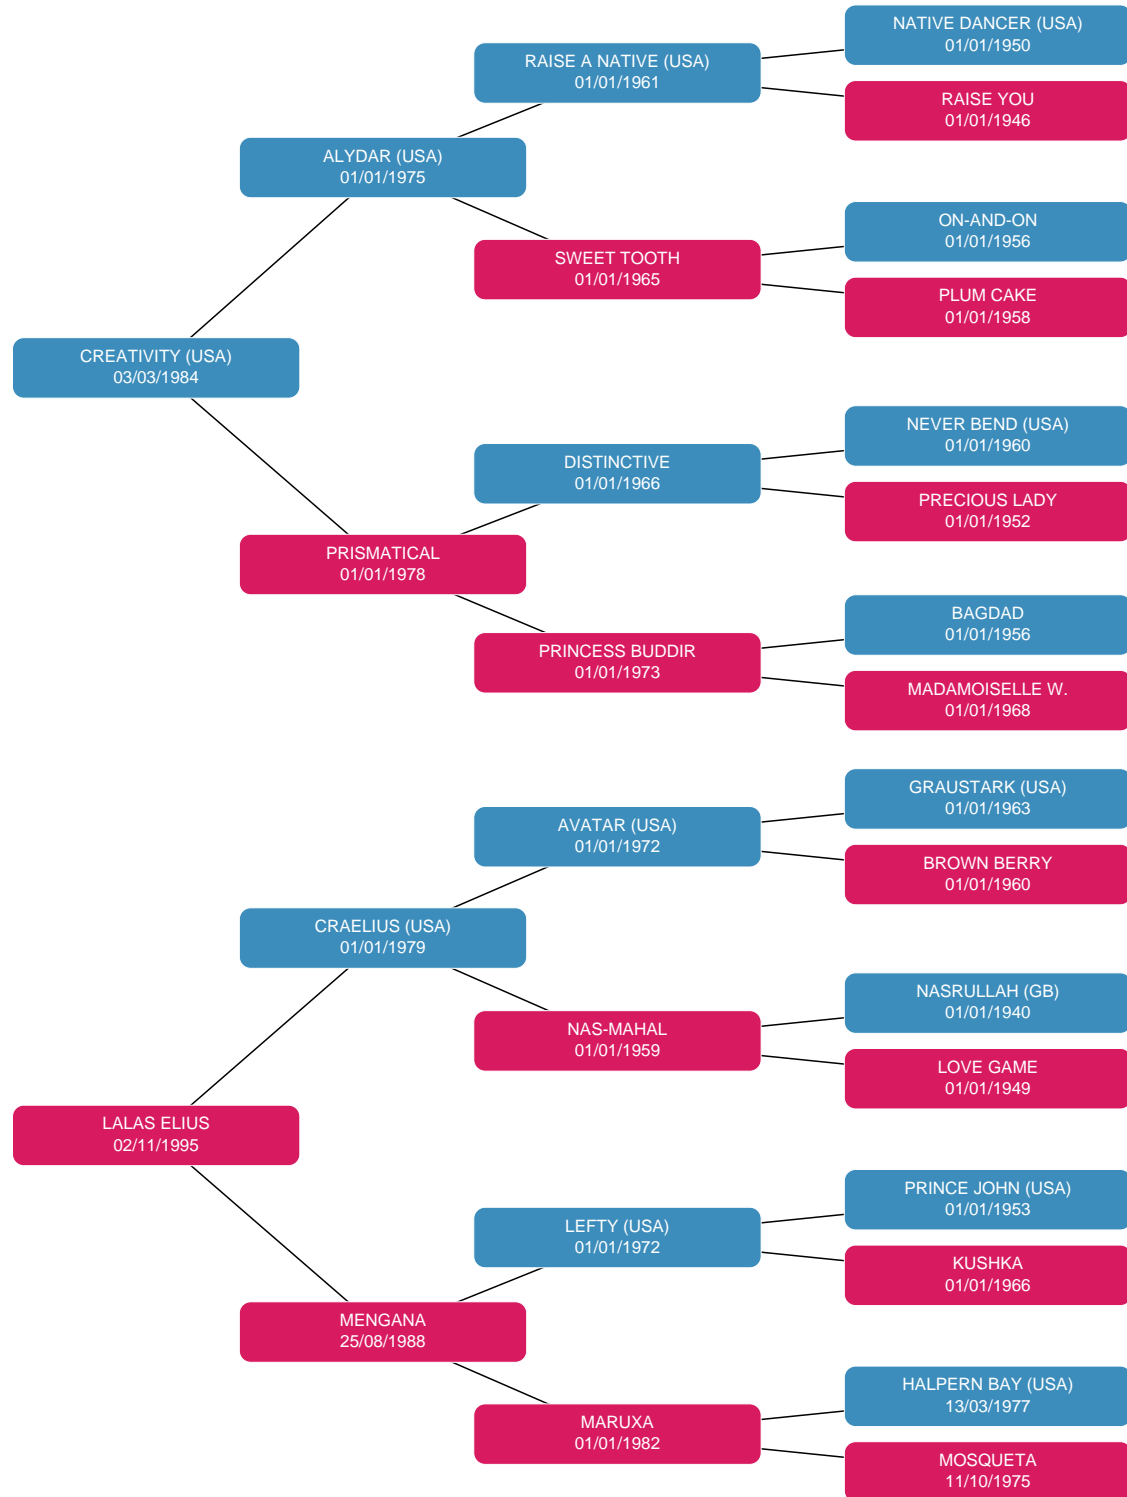 NATIVE DANCER (USA)
01/01/1950
RAISE A NATIVE (USA)
01/01/1961
RAISE YOU
01/01/1946
ALYDAR (USA)
01/01/1975
ON-AND-ON
01/01/1956
SWEET TOOTH
01/01/1965
PLUM CAKE
01/01/1958
CREATIVITY (USA)
03/03/1984
NEVER BEND (USA)
01/01/1960
DISTINCTIVE
01/01/1966
PRECIOUS LADY
01/01/1952
PRISMATICAL
01/01/1978
BAGDAD
01/01/1956
PRINCESS BUDDIR
01/01/1973
MADAMOISELLE W.
01/01/1968
GRAUSTARK (USA)
01/01/1963
AVATAR (USA)
01/01/1972
BROWN BERRY
01/01/1960
CRAELIUS (USA)
01/01/1979
NASRULLAH (GB)
01/01/1940
NAS-MAHAL
01/01/1959
LOVE GAME
01/01/1949
LALAS ELIUS
02/11/1995
PRINCE JOHN (USA)
01/01/1953
LEFTY (USA)
01/01/1972
KUSHKA
01/01/1966
MENGANA
25/08/1988
HALPERN BAY (USA)
13/03/1977
MARUXA
01/01/1982
MOSQUETA
11/10/1975